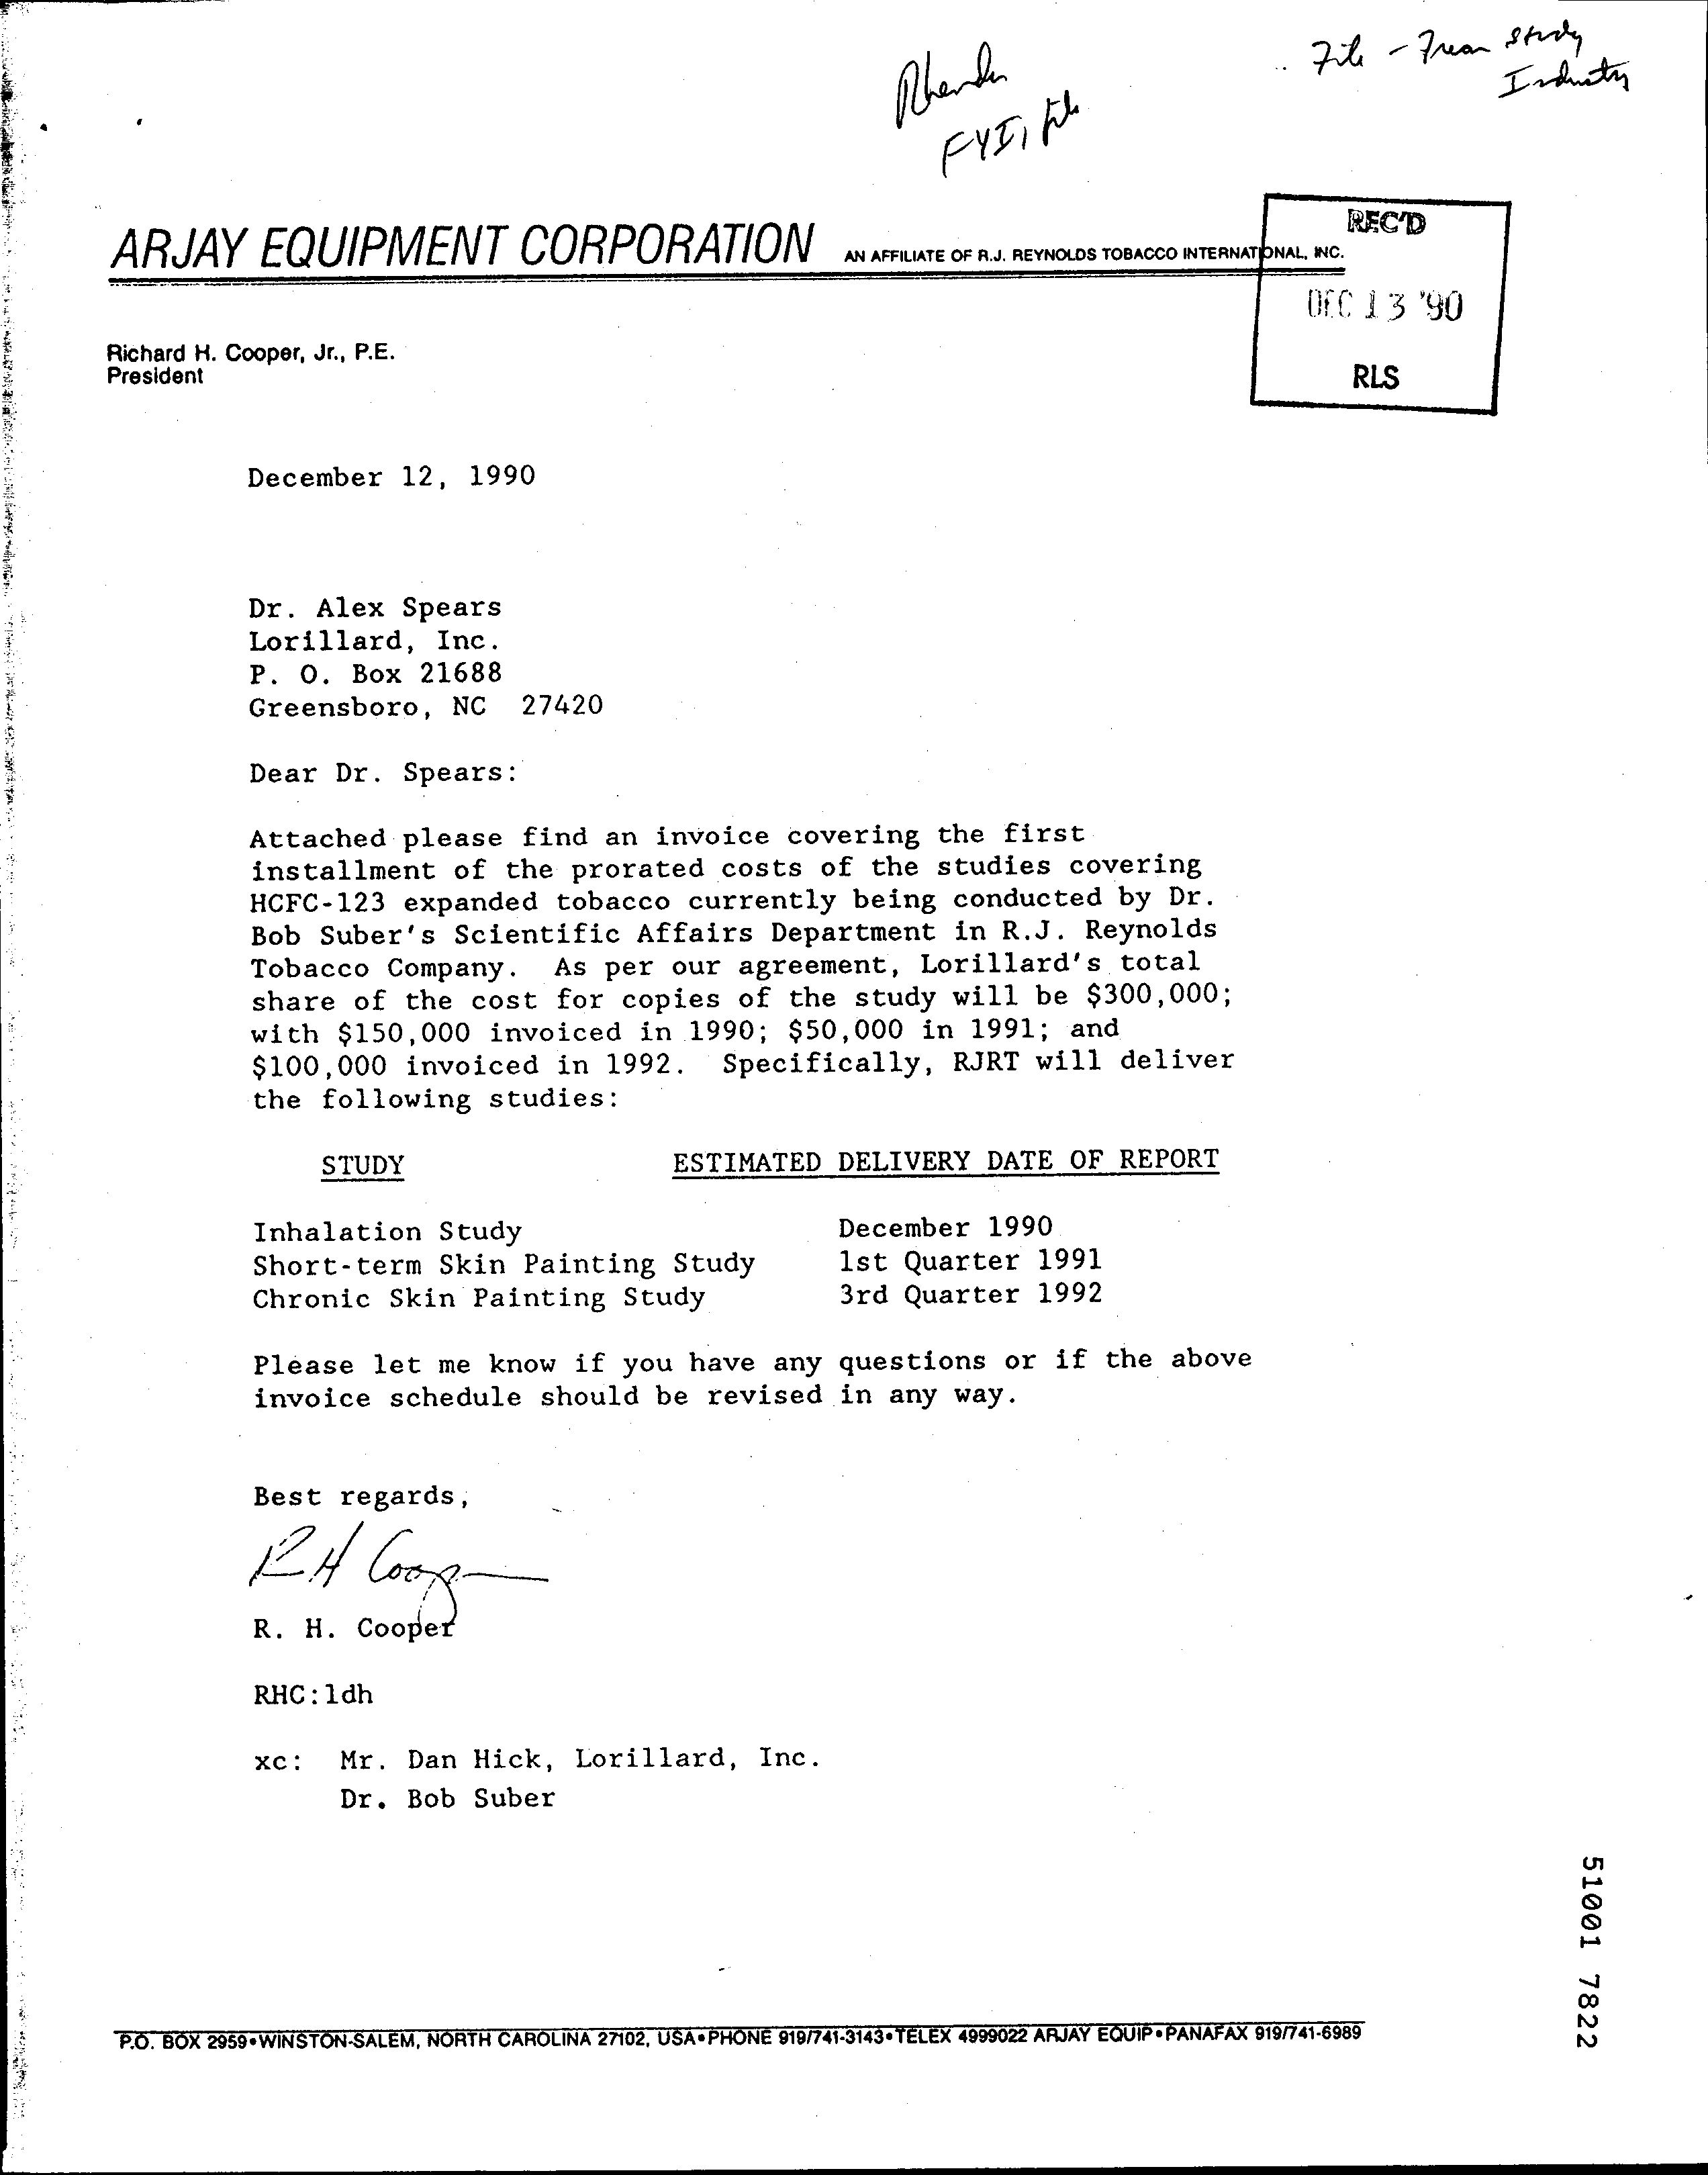 File - Freon Study
Industry
FYI, file
ARJAY EQUIPMENT CORPORATION AN AFFILIATE OF R.J. REYNOLDS TOBACCO INTERNATIONAL, INC.
REC'D
DEC 13 '90
RLS
Richard H. Cooper, Jr., P.E.
President
December 12, 1990
Dr. Alex Spears
Lorillard, Inc.
P. O. Box 21688
Greensboro, NC 27420
Dear Dr. Spears:
Attached please find an invoice covering the first
installment of the prorated costs of the studies covering
HCFC-123 expanded tobacco currently being conducted by Dr.
Bob Suber's Scientific Affairs Department in R.J. Reynolds
Tobacco Company. As per our agreement, Lorillard's total
share of the cost for copies of the study will be $300,000;
with $150,000 invoiced in 1990; $50,000 in 1991; and
$100,000 invoiced in 1992. Specifically, RJRT will deliver
the following studies:
STUDY ESTIMATED DELIVERY DATE OF REPORT
Inhalation Study December 1990
Short-term Skin Painting Study 1st Quarter 1991
Chronic Skin Painting Study 3rd Quarter 1992
Please let me know if you have any questions or if the above
invoice schedule should be revised in any way.
Best regards,
RH Cooper
R. H. Cooper
RHC:ldh
xc: Mr. Dan Hick, Lorillard, Inc.
Dr. Bob Suber
51001 7822
P.O. BOX 2959•WINSTON-SALEM, NORTH CAROLINA 27102, USA•PHONE 919/741-3143•TELEX 4999022 ARJAY EQUIP•PANAFAX 919/741-6989